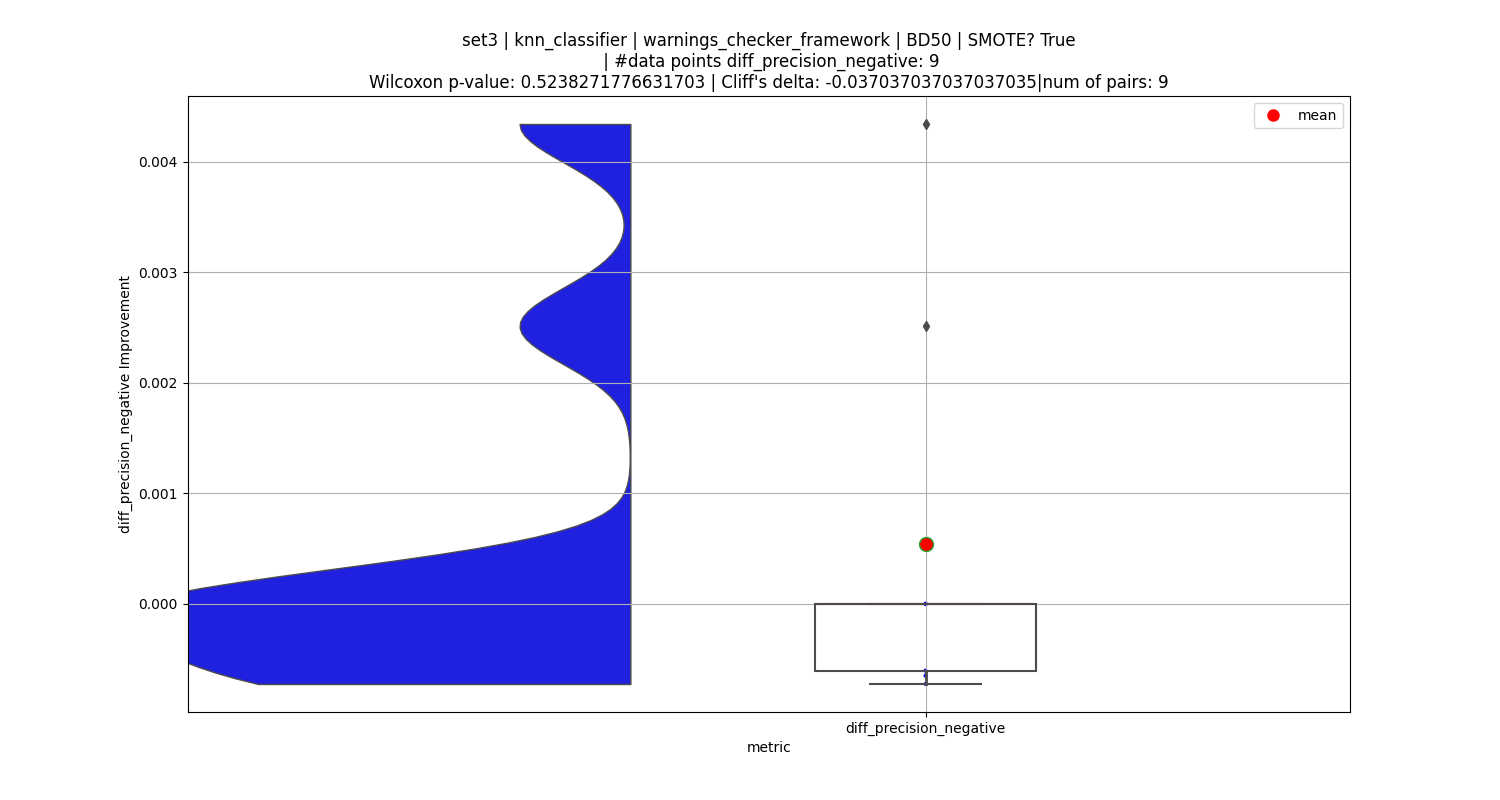 set3 | knn_classifier | warnings_checker_framework | BD50 | SMOTE? True
| #data points diff_precision_negative: 9
Wilcoxon p-value: 0.5238271776631703 | Cliff's delta: -0.037037037037037035|num of pairs: 9
mean
0.004
0.003
0.002
0.001
0.000
diff_precision_negative Improvement
diff_precision_negative
metric